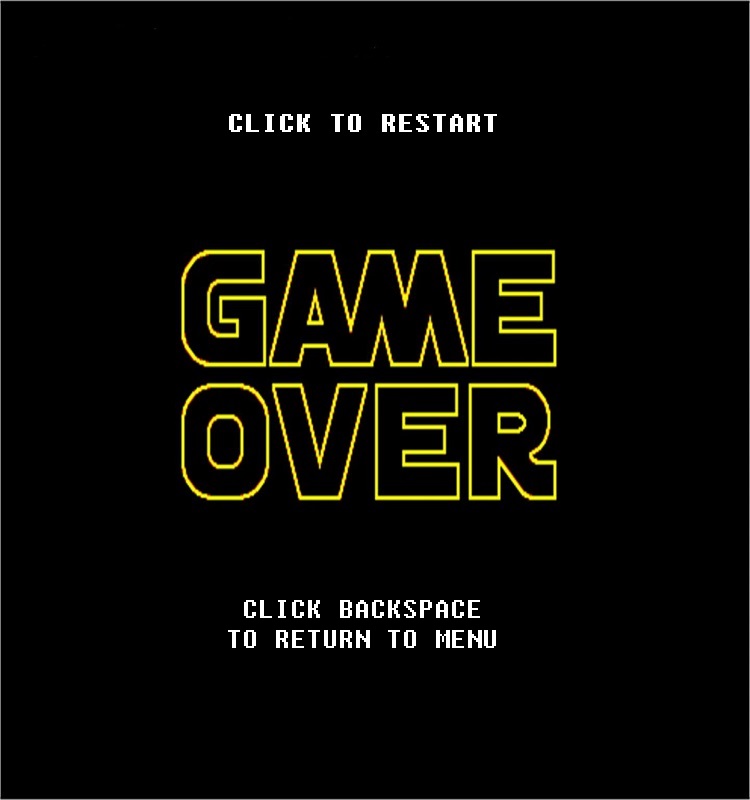 CLICK TO RESTART
GAME
OVER
CLICK BACKSPACE
TO RETURN TO MENU